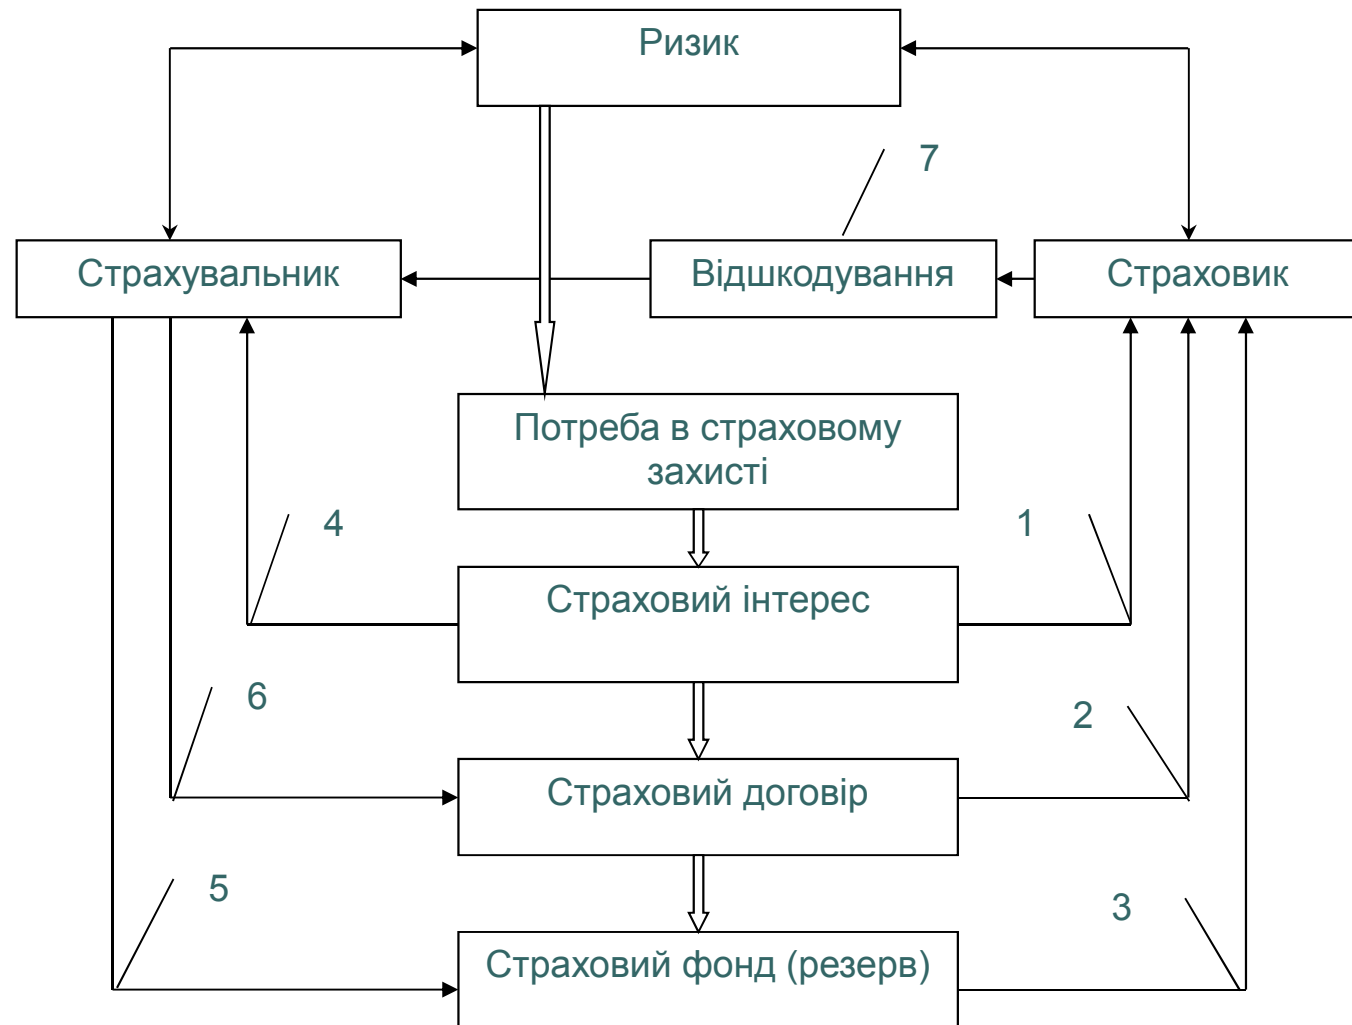 Ризик
7
Страхувальник
Відшкодування
Страховик
Потреба в страховому
захисті
4
1
Страховий інтерес
6
2
Страховий договір
5
3
Страховий фонд (резерв)